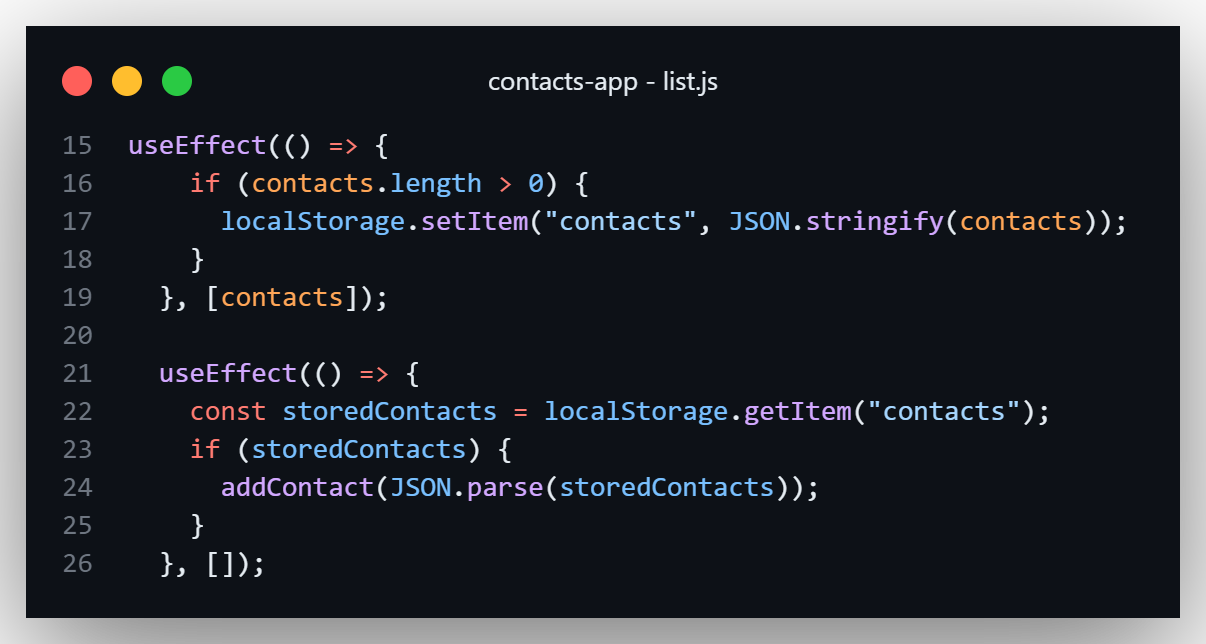 contacts-app - list.js
15 useEffect(() => {
16     if (contacts.length > 0) {
17       localStorage.setItem("contacts", JSON.stringify(contacts));
18     }
19   }, [contacts]);
20
21   useEffect(() => {
22     const storedContacts = localStorage.getItem("contacts");
23     if (storedContacts) {
24       addContact(JSON.parse(storedContacts));
25     }
26   }, []);